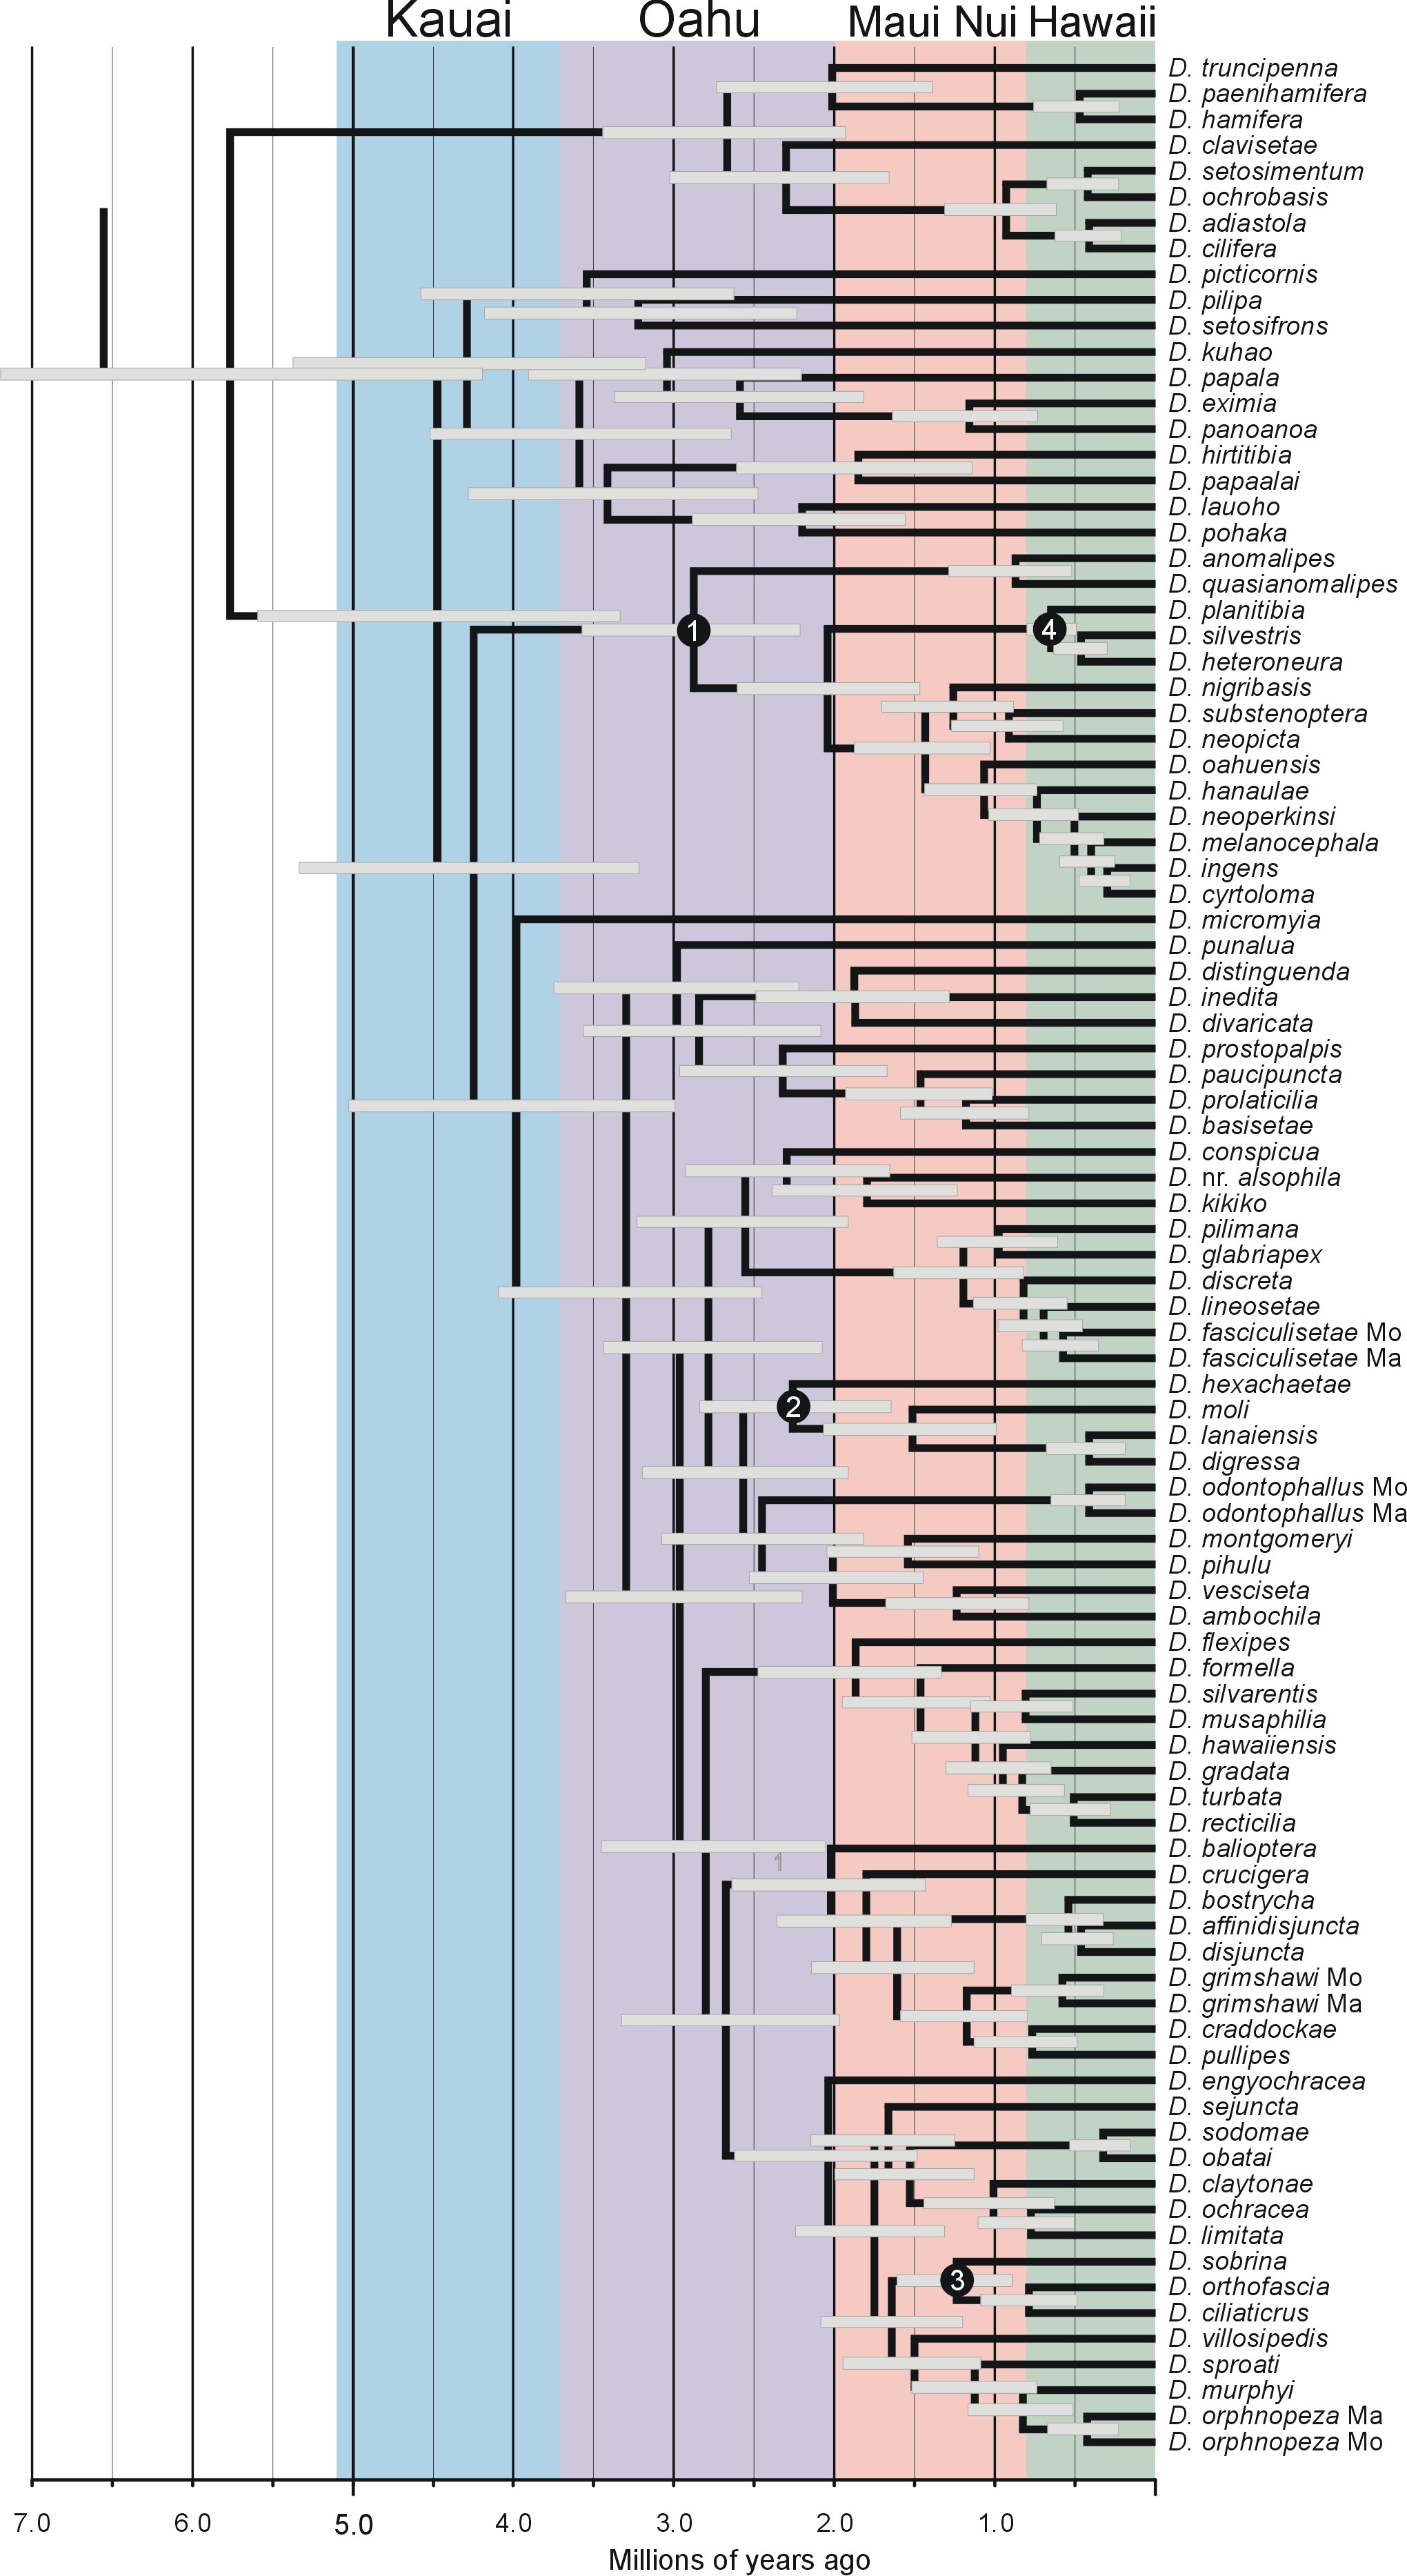 Kauai Oahu Maui Nui Hawaii
D. truncipenna
D. paenihamifera
D. hamifera
D. clavisetae
D. setosimentum
D. ochrobasis
D. adiastola
D. cilifera
D. picticornis
D. pilipa
D. setosifrons
D. kuhao
D. papala
D. eximia
D. panoanoa
D. hirtitibia
D. papaalai
D. lauoho
D. pohaka
D. anomalipes
D. quasianomalipes
D. planitibia
1 4
D. silvestris
D. heteroneura
D. nigribasis
D. substenoptera
D. neopicta
D. oahuensis
D. hanaulae
D. neoperkinsi
D. melanocephala
D. ingens
D. cyrtoloma
D. micromyia
D. punalua
D. distinguenda
D. inedita
D. divaricata
D. prostopalpis
D. paucipuncta
D. prolaticilia
D. basisetae
D. conspicua
D. nr. alsophila
D. kikiko
D. pilimana
D. glabriapex
D. discreta
D. lineosetae
D. fasciculisetae Mo
D. fasciculisetae Ma
D. hexachaetae
2
D. moli
D. lanaiensis
D. digressa
D. odontophallus Mo
D. odontophallus Ma
D. montgomeryi
D. pihulu
D. vesciseta
D. ambochila
D. flexipes
D. formella
D. silvarentis
D. musaphilia
D. hawaiiensis
D. gradata
D. turbata
D. recticilia
D. balioptera
1
D. crucigera
D. bostrycha
D. affinidisjuncta
D. disjuncta
D. grimshawi Mo
D. grimshawi Ma
D. craddockae
D. pullipes
D. engyochracea
D. sejuncta
D. sodomae
D. obatai
D. claytonae
D. ochracea
D. limitata
D. sobrina
3
D. orthofascia
D. ciliaticrus
D. villosipedis
D. sproati
D. murphyi
D. orphnopeza Ma
D. orphnopeza Mo
7.0 6.0 5.0 4.0 3.0 2.0 1.0
Millions of years ago